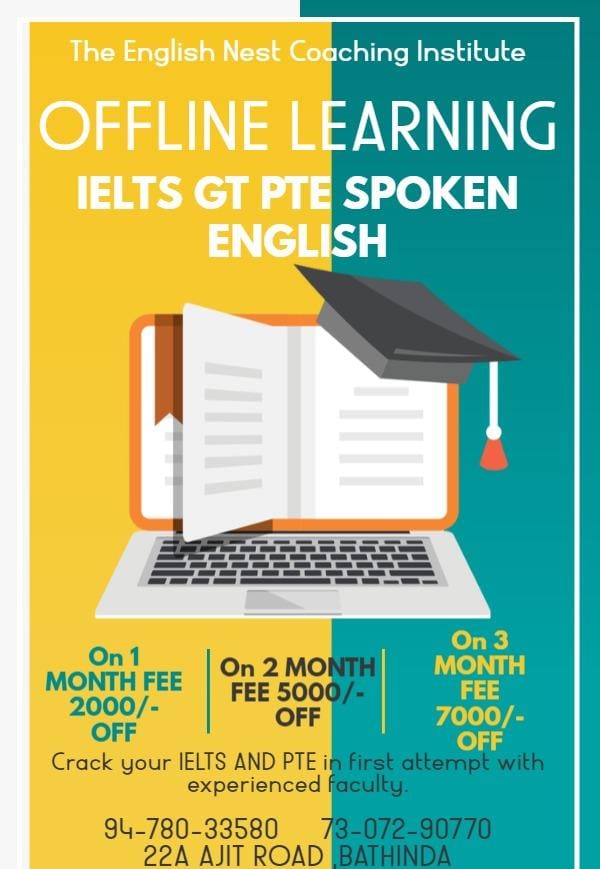 The English Nest Coaching Institute
OFFLINE LEARNING
IELTS GT PTE SPOKEN
ENGLISH
On 1
MONTH FEE
2000/-
OFF
On 2 MONTH
FEE 5000/-
OFF
On 3
MONTH
FEE
7000/-
OFF
Crack your IELTS AND PTE in first attempt with
experienced faculty.
94-780-33580 73-072-90770
22A AJIT ROAD ,BATHINDA